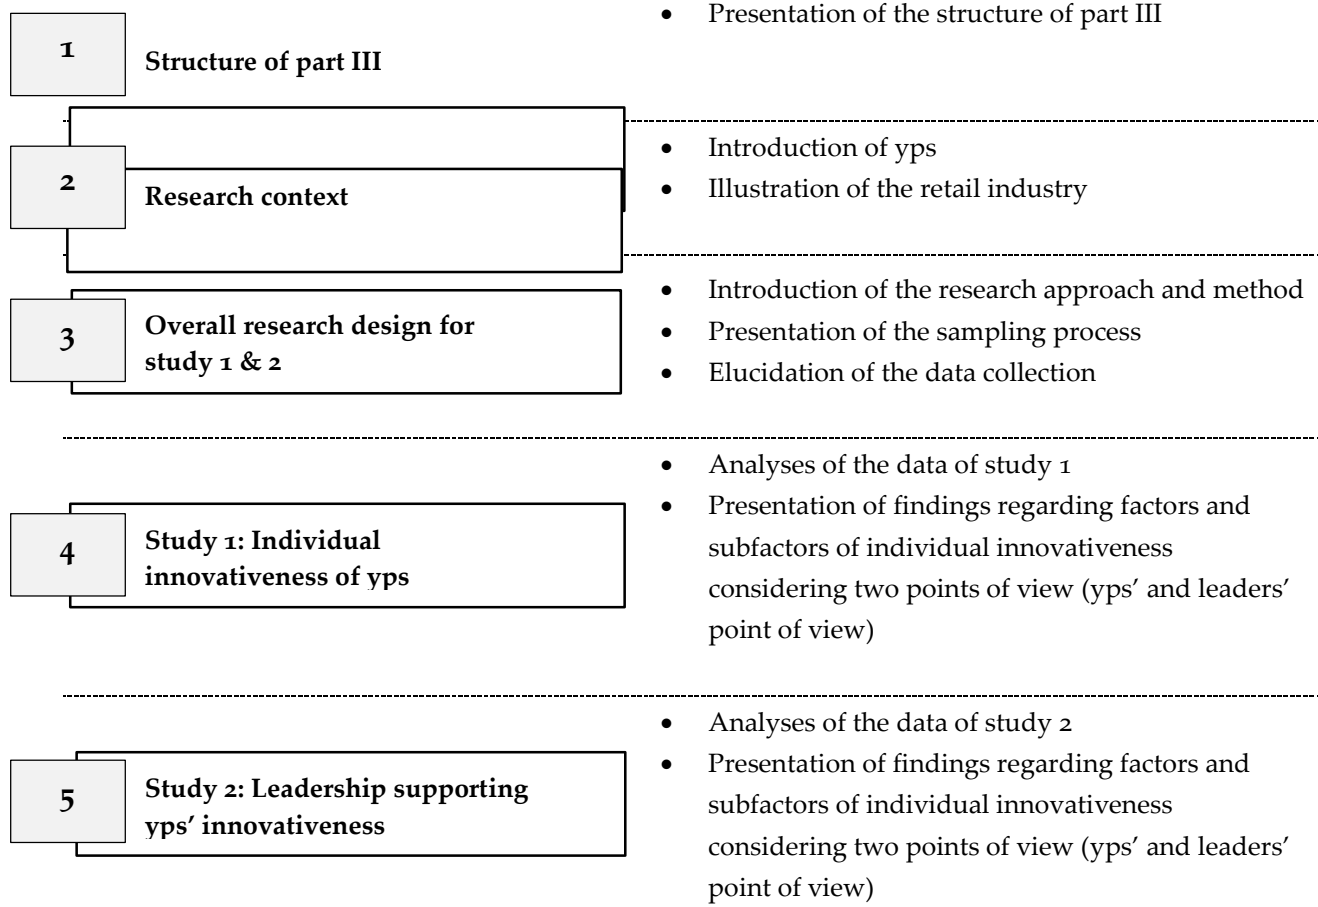 1
Structure of part III
• Presentation of the structure of part III
2
Research context
• Introduction of yps
• Illustration of the retail industry
3
Overall research design for
study 1 & 2
• Introduction of the research approach and method
• Presentation of the sampling process
• Elucidation of the data collection
4
Study 1: Individual
innovativeness of yps
• Analyses of the data of study 1
• Presentation of findings regarding factors and
subfactors of individual innovativeness
considering two points of view (yps’ and leaders’
point of view)
5
Study 2: Leadership supporting
yps’ innovativeness
• Analyses of the data of study 2
• Presentation of findings regarding factors and
subfactors of individual innovativeness
considering two points of view (yps’ and leaders’
point of view)